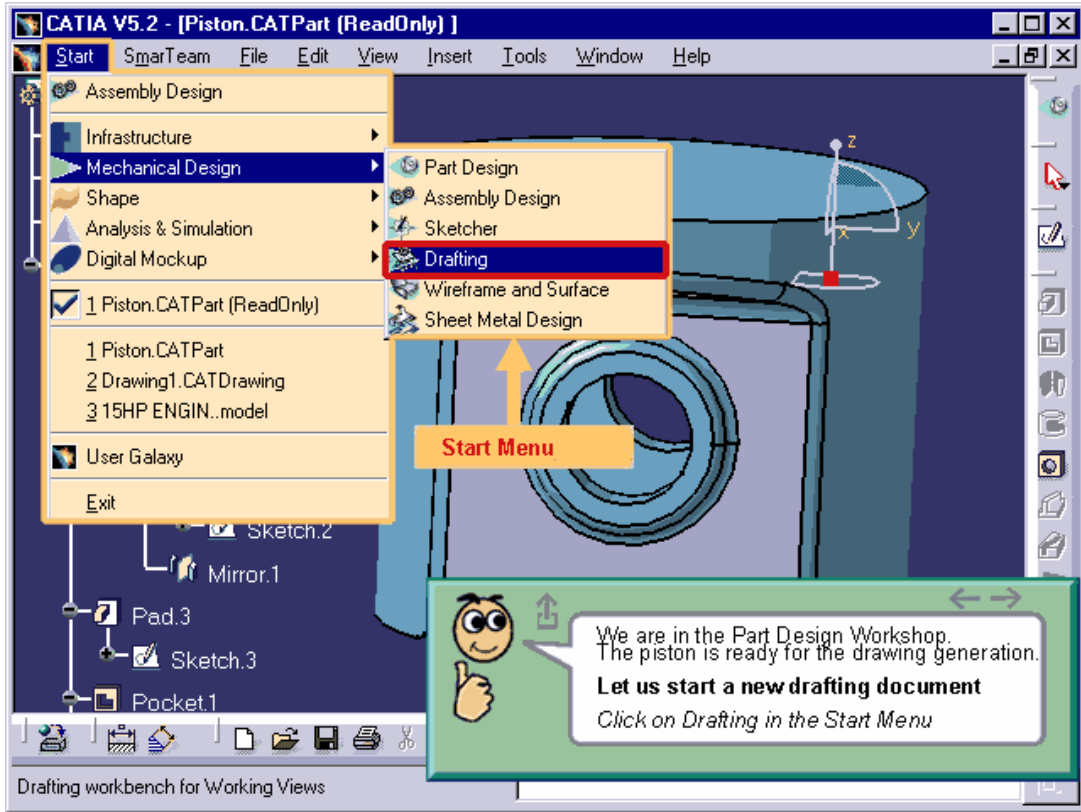 CATIA V5.2 - [Piston.CATPart (ReadOnly) ]
Start SmarTeam File Edit View Insert Tools Window Help
Assembly Design
Infrastructure
Mechanical Design
Shape
Analysis & Simulation
Digital Mockup
1 Piston.CATPart (ReadOnly)
1 Piston.CATPart
2 Drawing1.CATDrawing
3 15HP ENGIN..model
User Galaxy
Exit
Part Design
Assembly Design
Sketcher
Drafting
Wireframe and Surface
Sheet Metal Design
Start Menu
z
x
y
Sketch.2
Mirror.1
Pad.3
Sketch.3
Pocket.1
We are in the Part Design Workshop.
The piston is ready for the drawing generation.
Let us start a new drafting document
Click on Drafting in the Start Menu
Drafting workbench for Working Views